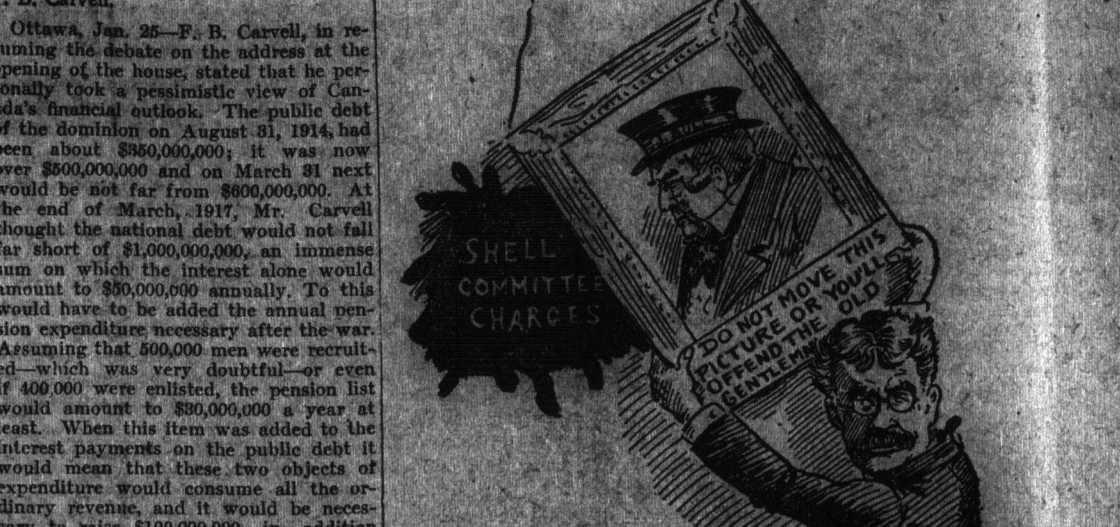 Ottawa, Jan. 25—F. B. Carvell, in re-
suming the debate on the address at the
opening of the house, stated that he per-
sonally took a pessimistic view of Can-
ada's financial outlook. The public debt
of the dominion on August 31, 1914, had
been about $350,000,000; it was now
over $500,000,000 and on March 31 next
would be not far from $600,000,000. At
the end of March, 1917, Mr. Carvell
thought the national debt would not fall
far short of $1,000,000,000, an immense
sum on which the interest alone would
amount to $50,000,000 annually. To this
would have to be added the annual pen-
sion expenditure necessary after the war.
Assuming that 500,000 men were recruit-
ed—which was very doubtful—or even
if 400,000 were enlisted, the pension list
would amount to $30,000,000 a year at
least. When this item was added to the
interest payments on the public debt it
would mean that these two objects of
expenditure would consume all the or-
dinary revenue, and it would be neces-
SHELL
COMMITTEE
CHARGES
DO NOT MOVE THIS
PICTURE OR YOU'LL
OFFEND THE OLD
GENTLEMN